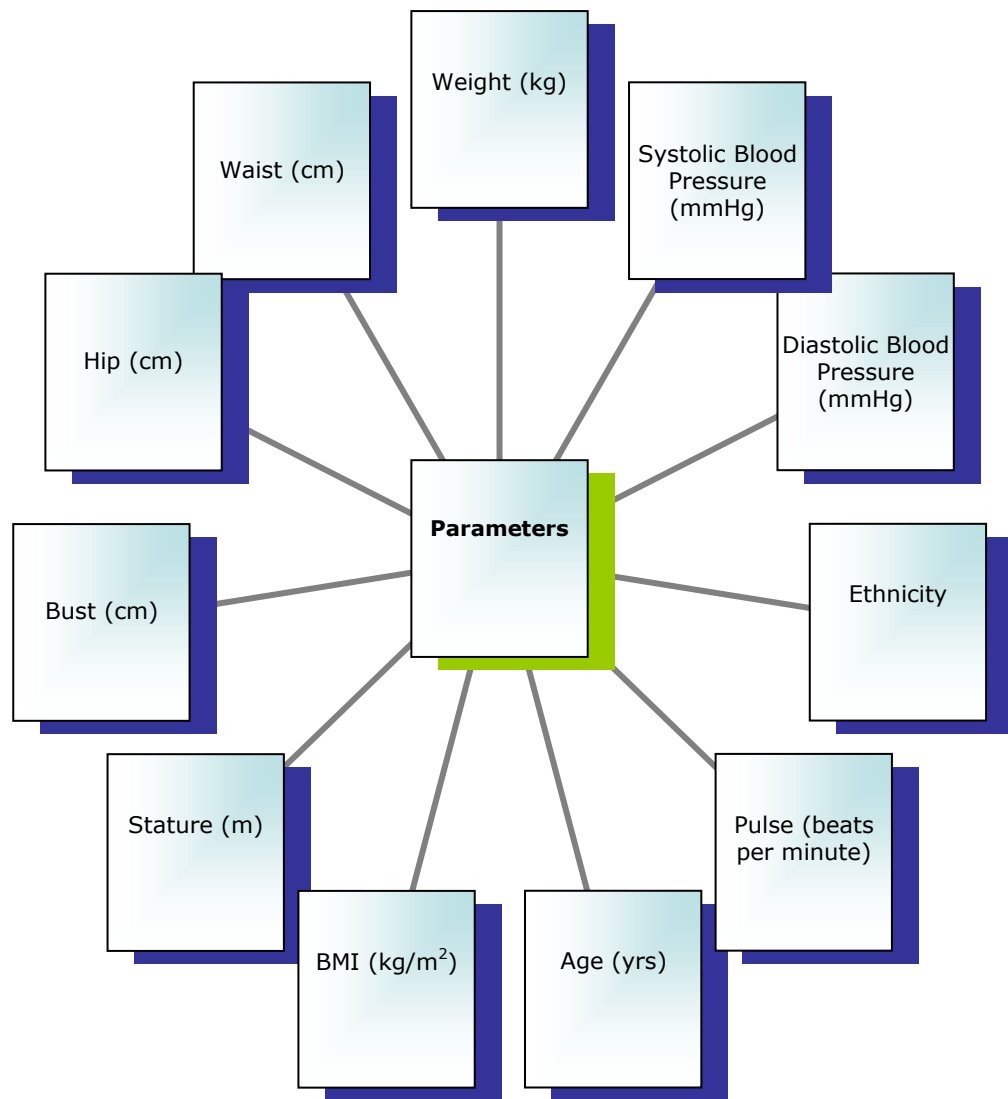 Weight (kg)
Systolic Blood
Pressure
(mmHg)
Diastolic Blood
Pressure
(mmHg)
Ethnicity
Pulse (beats
per minute)
Age (yrs)
BMI (kg/m²)
Stature (m)
Bust (cm)
Hip (cm)
Waist (cm)
Parameters